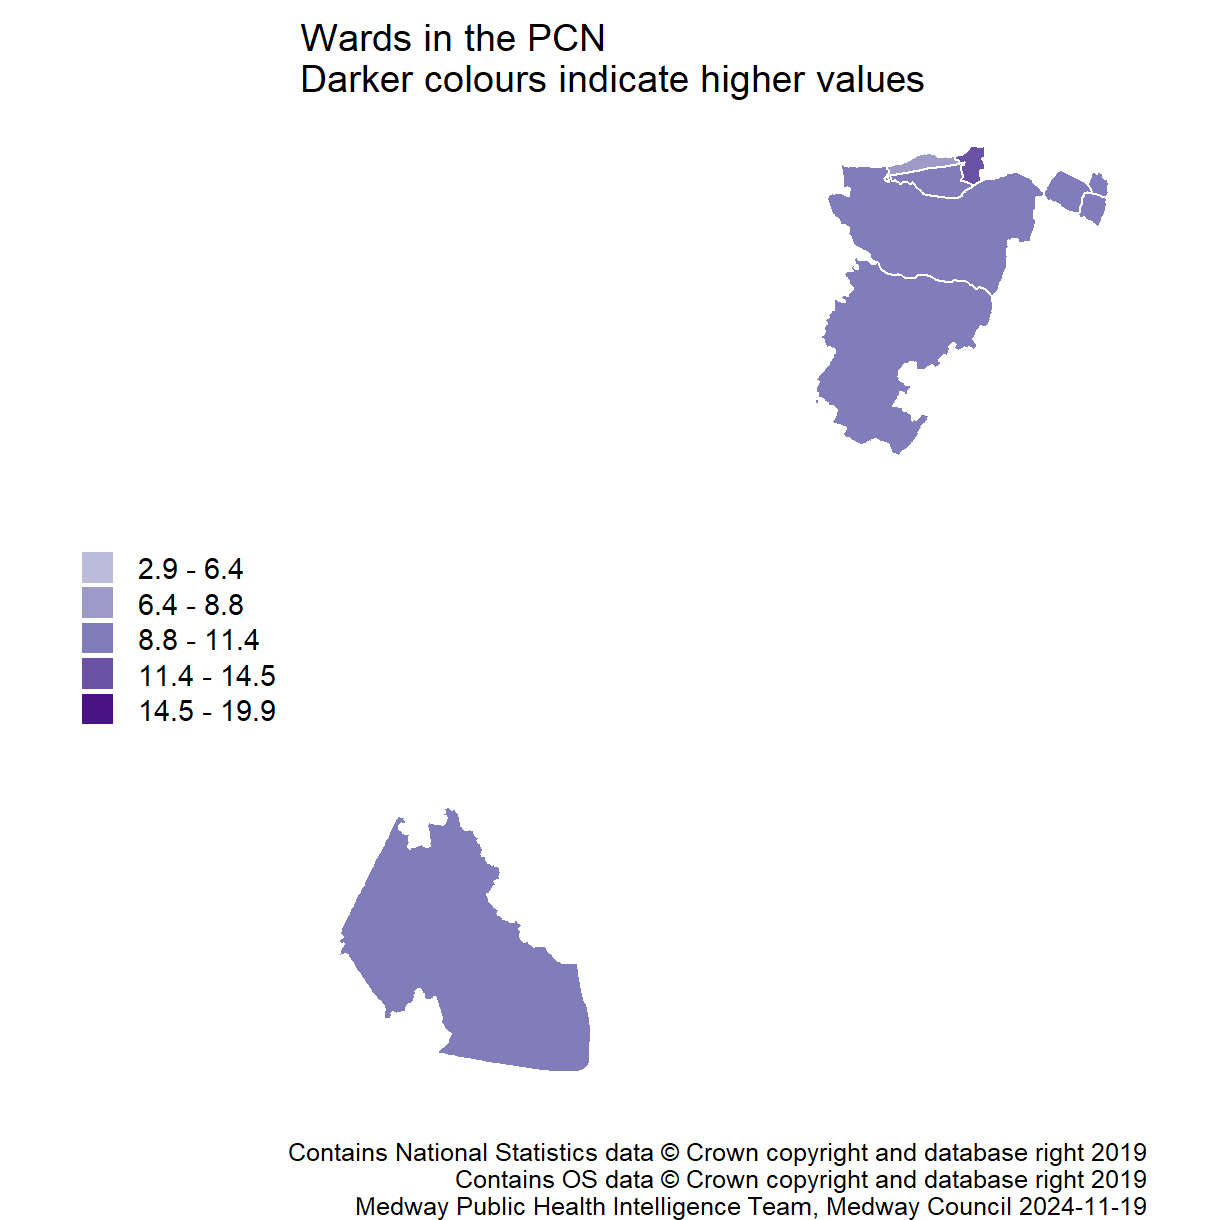 Wards in the PCN
Darker colours indicate higher values
2.9 - 6.4
6.4 - 8.8
8.8 - 11.4
11.4 - 14.5
14.5 - 19.9
Contains National Statistics data © Crown copyright and database right 2019
Contains OS data © Crown copyright and database right 2019
Medway Public Health Intelligence Team, Medway Council 2024-11-19